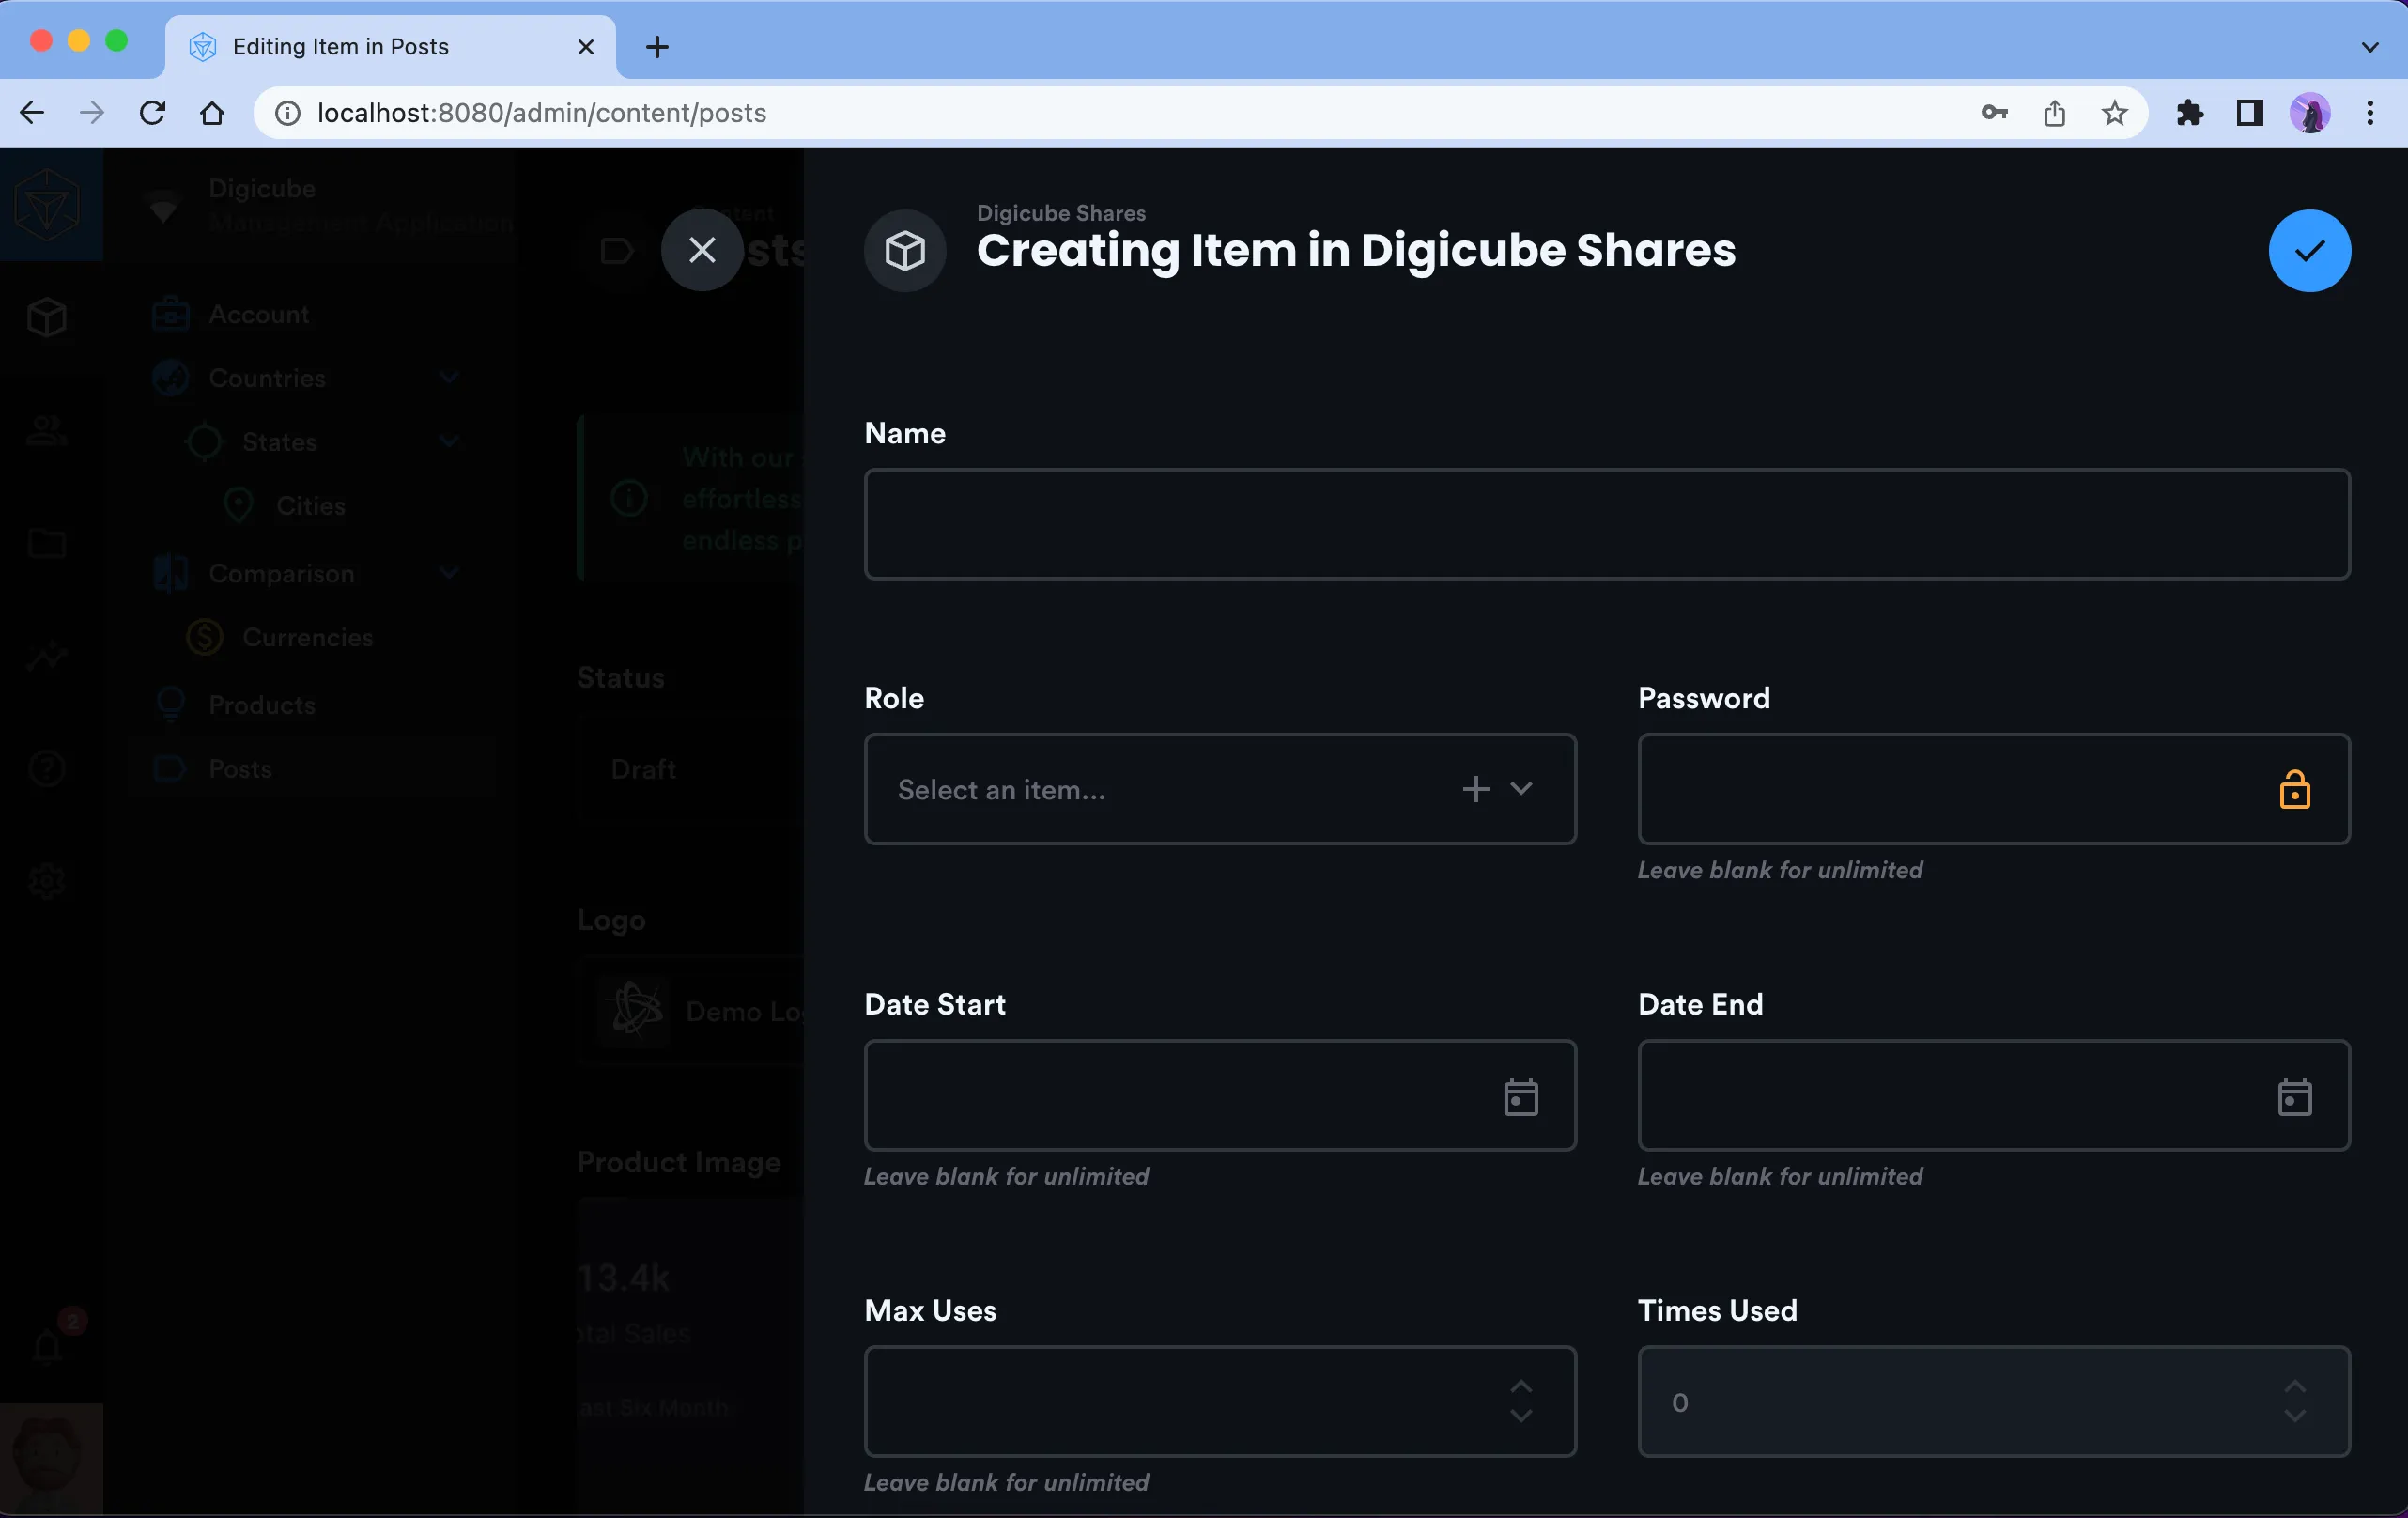 Editing Item in Posts
localhost:8080/admin/content/posts
Digicube
Management Application
Account
Countries
States
Cities
Comparison
Currencies
Products
Posts
2
sts
With our
effortless
endless p
Status
Draft
Logo
Demo Log
Product Image
13.4k
otal Sales
ast Six Month
Digicube Shares
Creating Item in Digicube Shares
Name
Role
Password
Select an item...
Leave blank for unlimited
Date Start
Date End
Leave blank for unlimited
Leave blank for unlimited
Max Uses
Times Used
0
Leave blank for unlimited